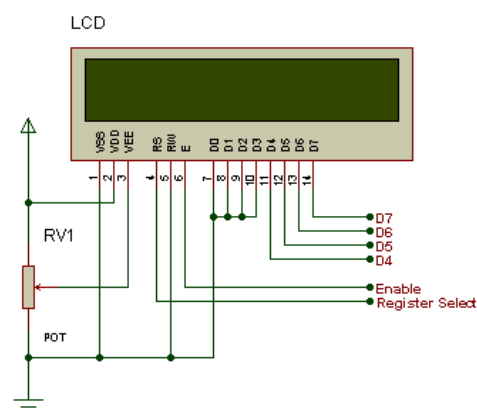 LCD
VSS VDD VEE RS RW E D0 D1 D2 D3 D4 D5 D6 D7
1 2 3 4 5 6 7 8 9 10 11 12 13 14
D7
D6
D5
D4
RV1
Enable
Register Select
POT